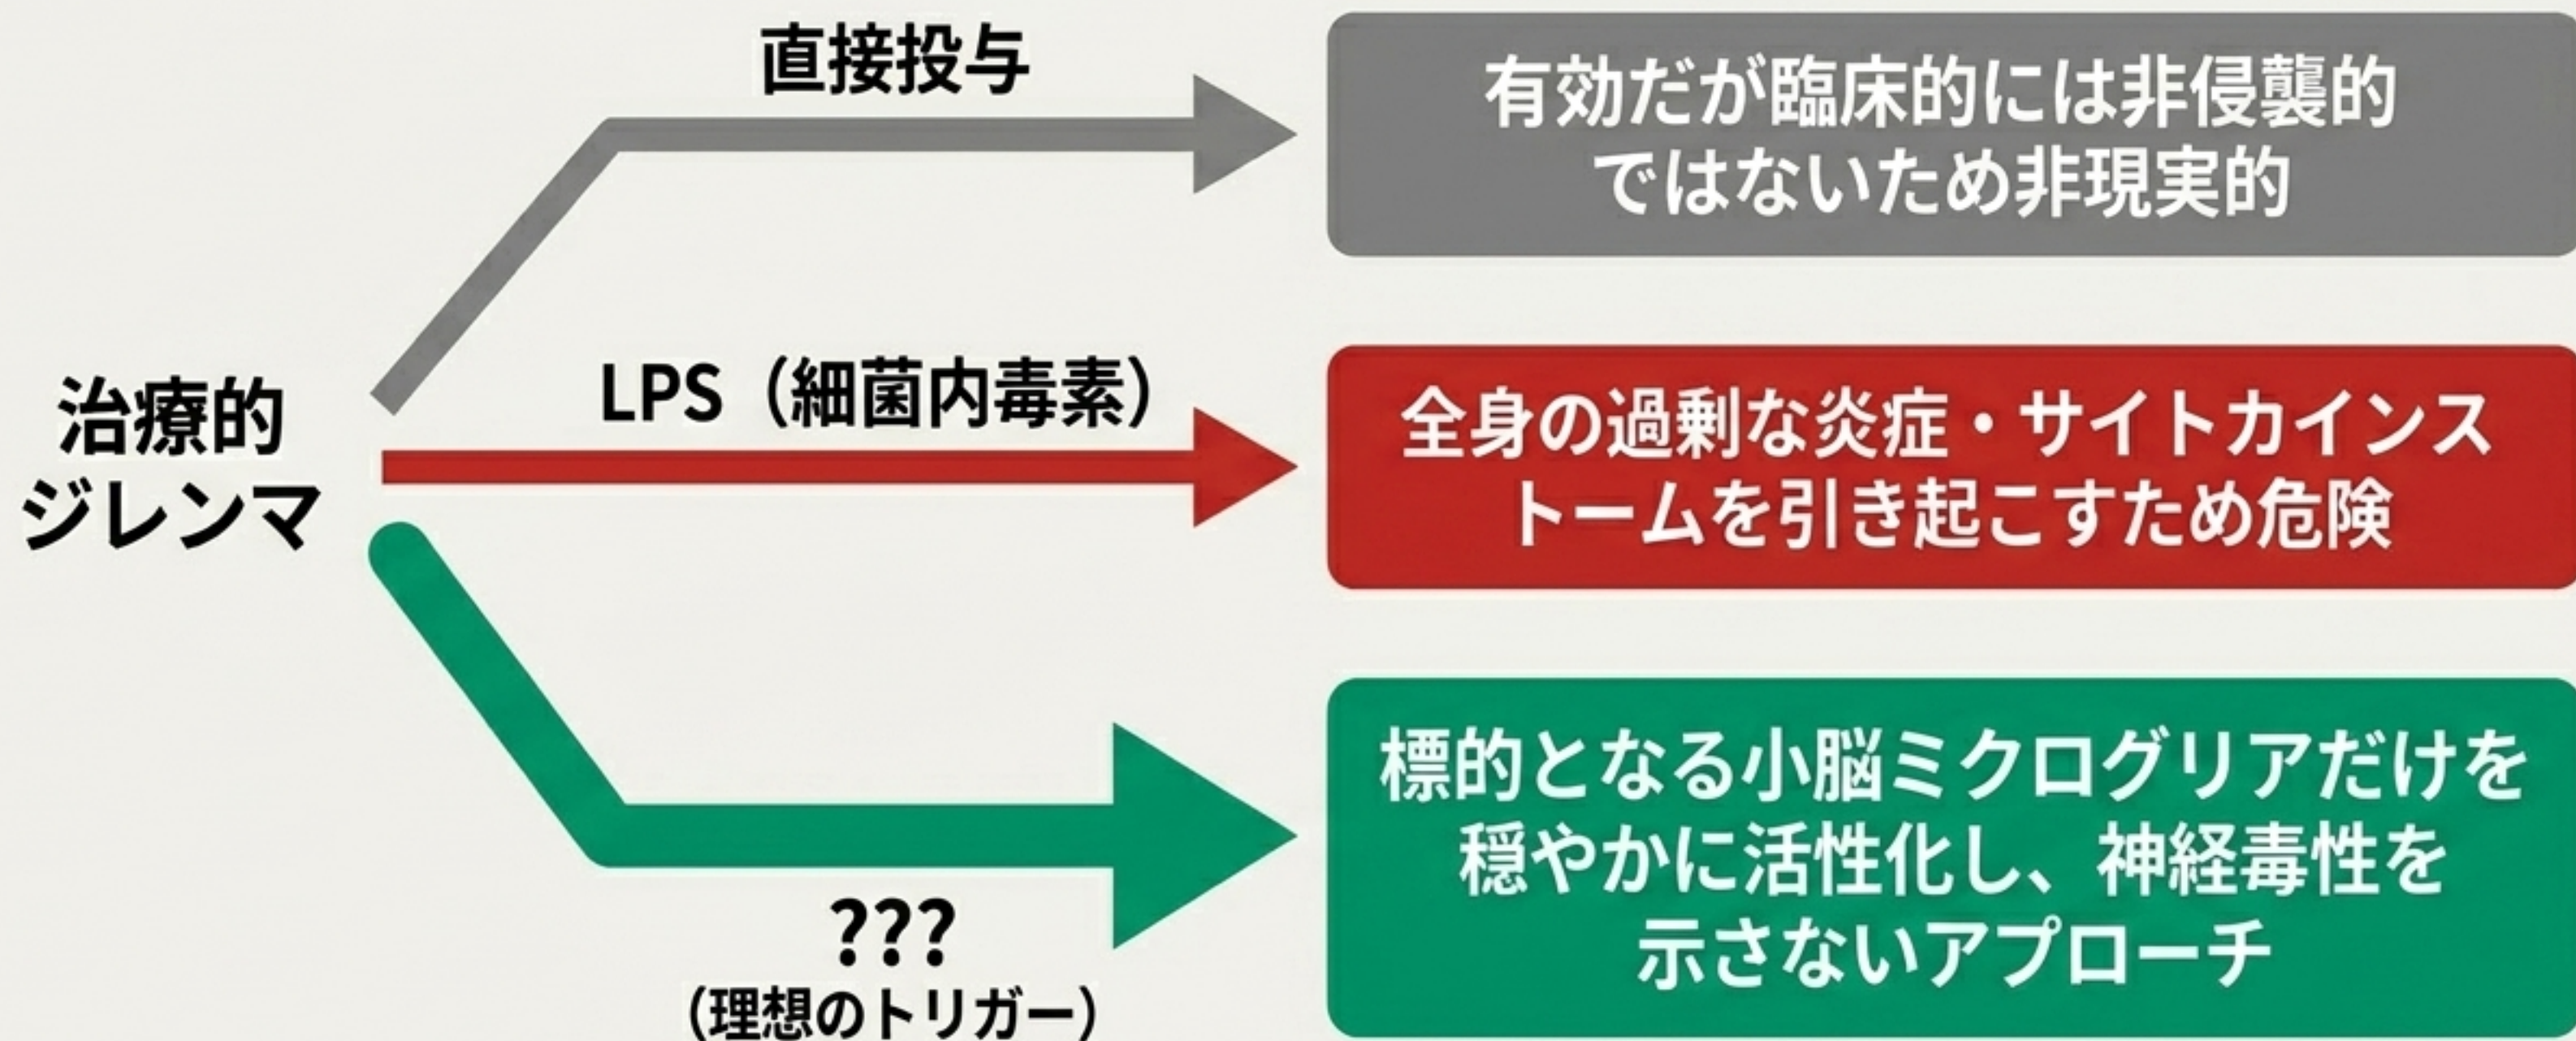 直接投与
有効だが臨床的には非侵襲的
ではないため非現実的
治療的
ジレンマ
LPS（細菌内毒素）
全身の過剰な炎症・サイトカインス
トームを引き起こすため危険
???
（理想のトリガー）
標的となる小脳ミクログリアだけを
穏やかに活性化し、神経毒性を
示さないアプローチ